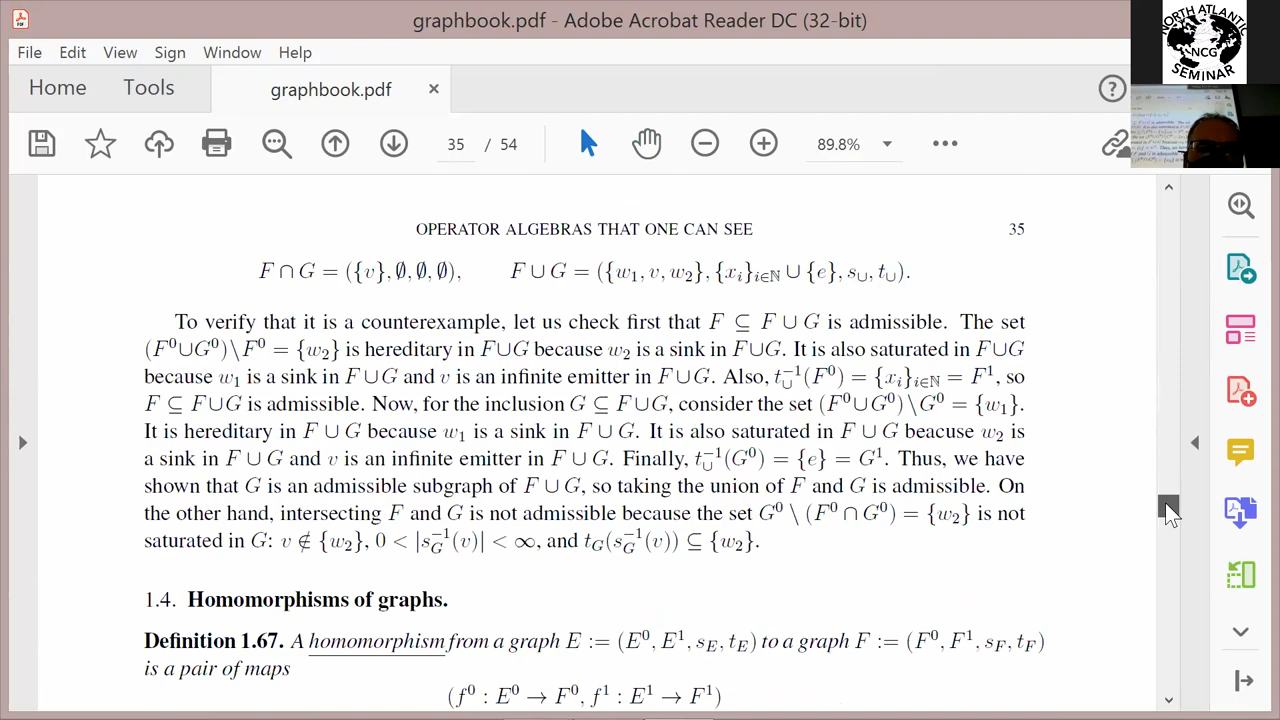 graphbook.pdf - Adobe Acrobat Reader DC (32-bit)
NORTH ATLANTIC
NCG
SEMINAR
File Edit View Window Help
Home Tools graphbook.pdf ×
35 / 54 89.8%
OPERATOR ALGEBRAS THAT ONE CAN SEE 35
F ∩ G = ({v}, ∅, ∅, ∅), F ∪ G = ({w₁, v, w₂}, {xᵢ}ᵢ∈ℕ ∪ {e}, s∪, t∪).
To verify that it is a counterexample, let us check first that F ⊆ F ∪ G is admissible. The set
(F⁰∪G⁰)\F⁰ = {w₂} is hereditary in F∪G because w₂ is a sink in F∪G. It is also saturated in F∪G
because w₁ is a sink in F ∪ G and v is an infinite emitter in F ∪ G. Also, t∪⁻¹(F⁰) = {xᵢ}ᵢ∈ℕ = F¹, so
F ⊆ F ∪ G is admissible. Now, for the inclusion G ⊆ F ∪ G, consider the set (F⁰∪G⁰)\G⁰ = {w₁}.
It is hereditary in F ∪ G because w₁ is a sink in F ∪ G. It is also saturated in F ∪ G beacuse w₂ is
a sink in F ∪ G and v is an infinite emitter in F ∪ G. Finally, t∪⁻¹(G⁰) = {e} = G¹. Thus, we have
shown that G is an admissible subgraph of F ∪ G, so taking the union of F and G is admissible. On
the other hand, intersecting F and G is not admissible because the set G⁰ \ (F⁰ ∩ G⁰) = {w₂} is not
saturated in G: v ∉ {w₂}, 0 < |s_G⁻¹(v)| < ∞, and t_G(s_G⁻¹(v)) ⊆ {w₂}.
1.4. Homomorphisms of graphs.
Definition 1.67. A homomorphism from a graph E := (E⁰, E¹, s_E, t_E) to a graph F := (F⁰, F¹, s_F, t_F)
is a pair of maps
(f⁰ : E⁰ → F⁰, f¹ : E¹ → F¹)